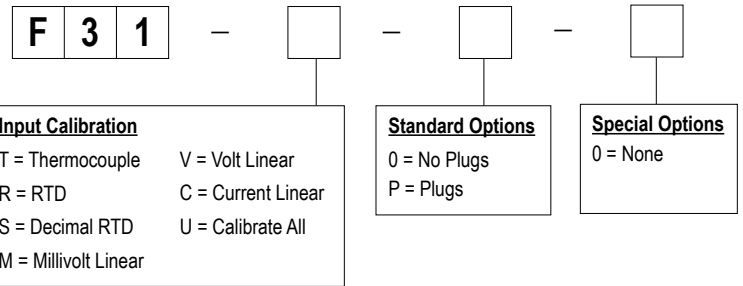 F 3 1 – – –
Input Calibration
T = Thermocouple V = Volt Linear
R = RTD C = Current Linear
S = Decimal RTD U = Calibrate All
M = Millivolt Linear
Standard Options
0 = No Plugs
P = Plugs
Special Options
0 = None